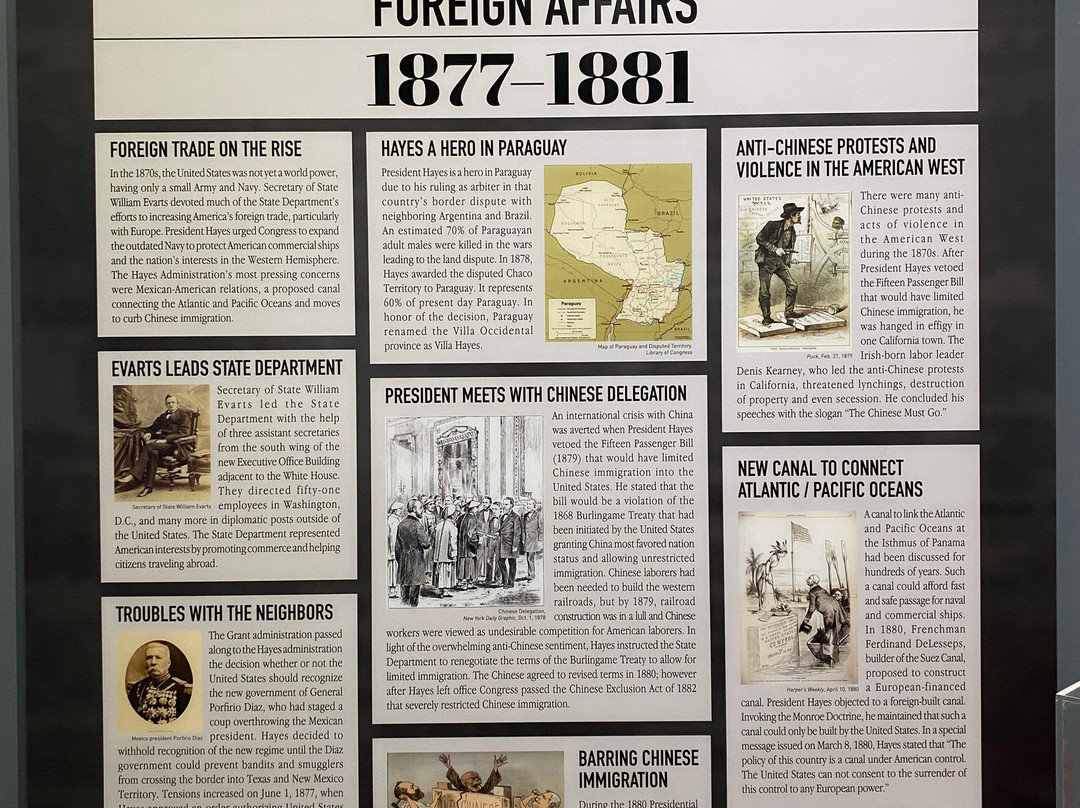 FOREIGN AFFAIRS
1877–1881
FOREIGN TRADE ON THE RISE
In the 1870s, the United States was not yet a world power,
having only a small Army and Navy. Secretary of State
William Evarts devoted much of the State Department's
efforts to increasing America's foreign trade, particularly
with Europe. President Hayes urged Congress to expand
the outdated Navy to protect American commercial ships
and the nation's interests in the Western Hemisphere.
The Hayes Administration's most pressing concerns
were Mexican-American relations, a proposed canal
connecting the Atlantic and Pacific Oceans and moves
to curb Chinese immigration.
EVARTS LEADS STATE DEPARTMENT
Secretary of State William
Evarts led the State
Department with the help
of three assistant secretaries
from the south wing of the
new Executive Office Building
adjacent to the White House.
They directed fifty-one
employees in Washington,
Secretary of State William Evarts
D.C., and many more in diplomatic posts outside of
the United States. The State Department represented
American interests by promoting commerce and helping
citizens traveling abroad.
TROUBLES WITH THE NEIGHBORS
The Grant administration passed
along to the Hayes administration
the decision whether or not the
United States should recognize
the new government of General
Porfirio Diaz, who had staged a
coup overthrowing the Mexican
president. Hayes decided to
Mexico president Porfirio Diaz
withhold recognition of the new regime until the Diaz
government could prevent bandits and smugglers
from crossing the border into Texas and New Mexico
Territory. Tensions increased on June 1, 1877, when
Hayes approved an order authorizing United States
HAYES A HERO IN PARAGUAY
President Hayes is a hero in Paraguay
due to his ruling as arbiter in that
country's border dispute with
neighboring Argentina and Brazil.
An estimated 70% of Paraguayan
adult males were killed in the wars
leading to the land dispute. In 1878,
Hayes awarded the disputed Chaco
Territory to Paraguay. It represents
60% of present day Paraguay. In
honor of the decision, Paraguay
renamed the Villa Occidental
province as Villa Hayes.
BOLIVIA
BRAZIL
ARGENTINA
Paraguay
BRAZIL
Map of Paraguay and Disputed Territory
Library of Congress
PRESIDENT MEETS WITH CHINESE DELEGATION
An international crisis with China
was averted when President Hayes
vetoed the Fifteen Passenger Bill
(1879) that would have limited
Chinese immigration into the
United States. He stated that the
bill would be a violation of the
1868 Burlingame Treaty that had
been initiated by the United States
granting China most favored nation
status and allowing unrestricted
immigration. Chinese laborers had
been needed to build the western
railroads, but by 1879, railroad
construction was in a lull and Chinese
Chinese Delegation,
New York Daily Graphic, Oct. 1, 1878
workers were viewed as undesirable competition for American laborers. In
light of the overwhelming anti-Chinese sentiment, Hayes instructed the State
Department to renegotiate the terms of the Burlingame Treaty to allow for
limited immigration. The Chinese agreed to revised terms in 1880; however
after Hayes left office Congress passed the Chinese Exclusion Act of 1882
that severely restricted Chinese immigration.
BARRING CHINESE
IMMIGRATION
During the 1880 Presidential
ANTI-CHINESE PROTESTS AND
VIOLENCE IN THE AMERICAN WEST
UNITED STATES
There were many anti-
Chinese protests and
acts of violence in
the American West
during the 1870s. After
President Hayes vetoed
the Fifteen Passenger Bill
that would have limited
Chinese immigration, he
was hanged in effigy in
one California town. The
Irish-born labor leader
Puck, Feb. 27, 1879
Denis Kearney, who led the anti-Chinese protests
in California, threatened lynchings, destruction
of property and even secession. He concluded his
speeches with the slogan "The Chinese Must Go."
NEW CANAL TO CONNECT
ATLANTIC / PACIFIC OCEANS
A canal to link the Atlantic
and Pacific Oceans at
the Isthmus of Panama
had been discussed for
hundreds of years. Such
a canal could afford fast
and safe passage for naval
and commercial ships.
In 1880, Frenchman
Ferdinand DeLesseps,
builder of the Suez Canal,
proposed to construct
a European-financed
Harper's Weekly, April 10, 1880
canal. President Hayes objected to a foreign-built canal.
Invoking the Monroe Doctrine, he maintained that such a
canal could only be built by the United States. In a special
message issued on March 8, 1880, Hayes stated that "The
policy of this country is a canal under American control.
The United States can not consent to the surrender of
this control to any European power."